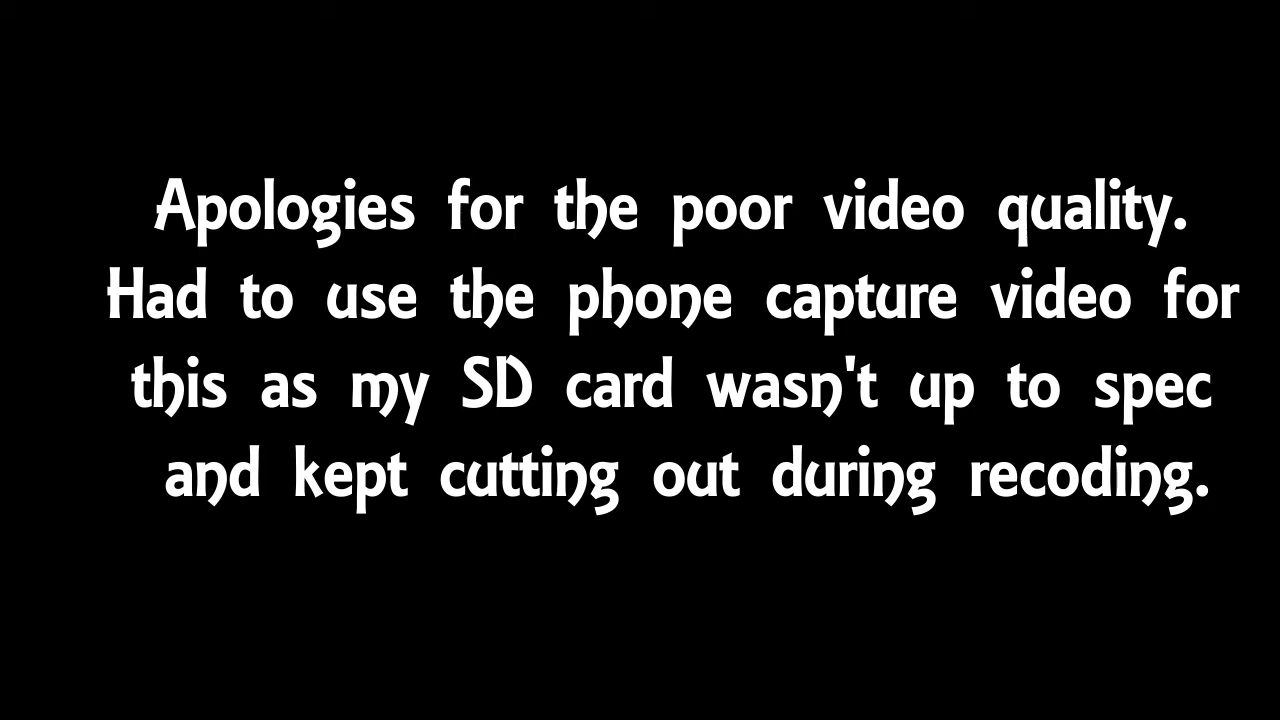 Apologies for the poor video quality.
Had to use the phone capture video for
this as my SD card wasn't up to spec
and kept cutting out during recoding.